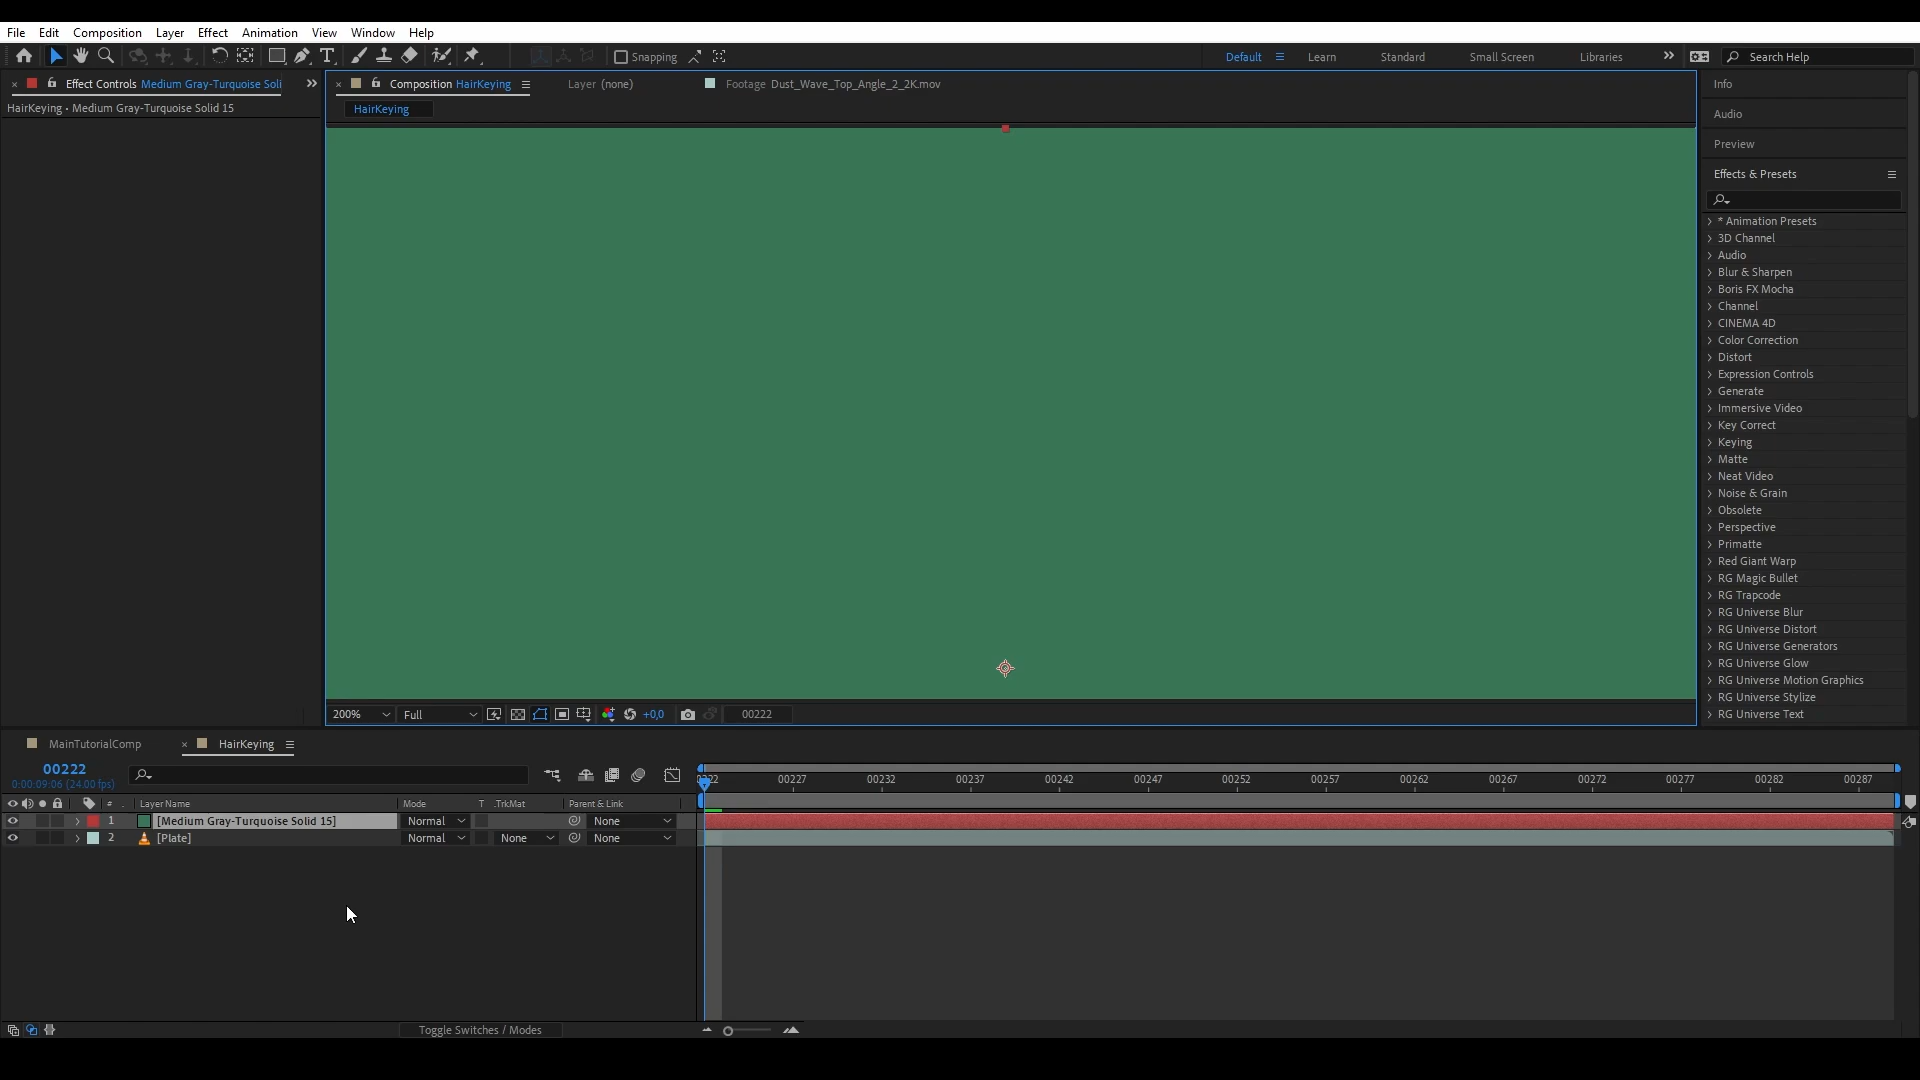 File Edit Composition Layer Effect Animation View Window Help
Snapping Default Learn Standard Small Screen Libraries Search Help
Effect Controls Medium Gray-Turquoise Soli
HairKeying • Medium Gray-Turquoise Solid 15
Composition HairKeying Layer (none) Footage Dust_Wave_Top_Angle_2_2K.mov
HairKeying
Info
Audio
Preview
Effects & Presets
* Animation Presets
3D Channel
Audio
Blur & Sharpen
Boris FX Mocha
Channel
CINEMA 4D
Color Correction
Distort
Expression Controls
Generate
Immersive Video
Key Correct
Keying
Matte
Neat Video
Noise & Grain
Obsolete
Perspective
Primatte
Red Giant Warp
RG Magic Bullet
RG Trapcode
RG Universe Blur
RG Universe Distort
RG Universe Generators
RG Universe Glow
RG Universe Motion Graphics
RG Universe Stylize
RG Universe Text
200% Full +0,0 00222
MainTutorialComp HairKeying
00222
0:00:09:06 (24.00 fps)
00227 00232 00237 00242 00247 00252 00257 00262 00267 00272 00277 00282 00287
# Layer Name Mode T .TrkMat Parent & Link
1 [Medium Gray-Turquoise Solid 15] Normal None
2 [Plate] Normal None None
Toggle Switches / Modes